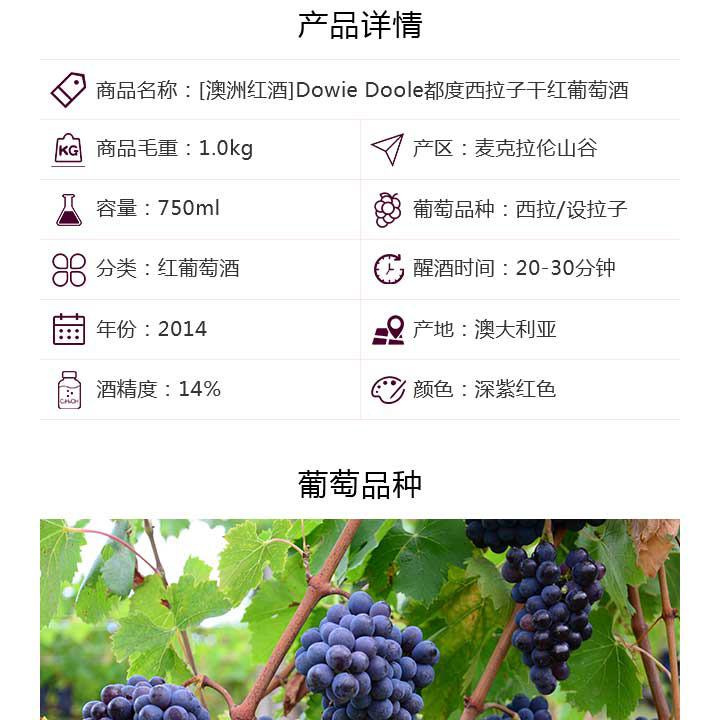 产品详情
商品名称：[澳洲红酒]Dowie Doole都度西拉子干红葡萄酒
KG 商品毛重：1.0kg
产区：麦克拉伦山谷
容量：750ml
葡萄品种：西拉/设拉子
分类：红葡萄酒
醒酒时间：20-30分钟
年份：2014
产地：澳大利亚
C₂H₅OH 酒精度：14%
颜色：深紫红色
葡萄品种